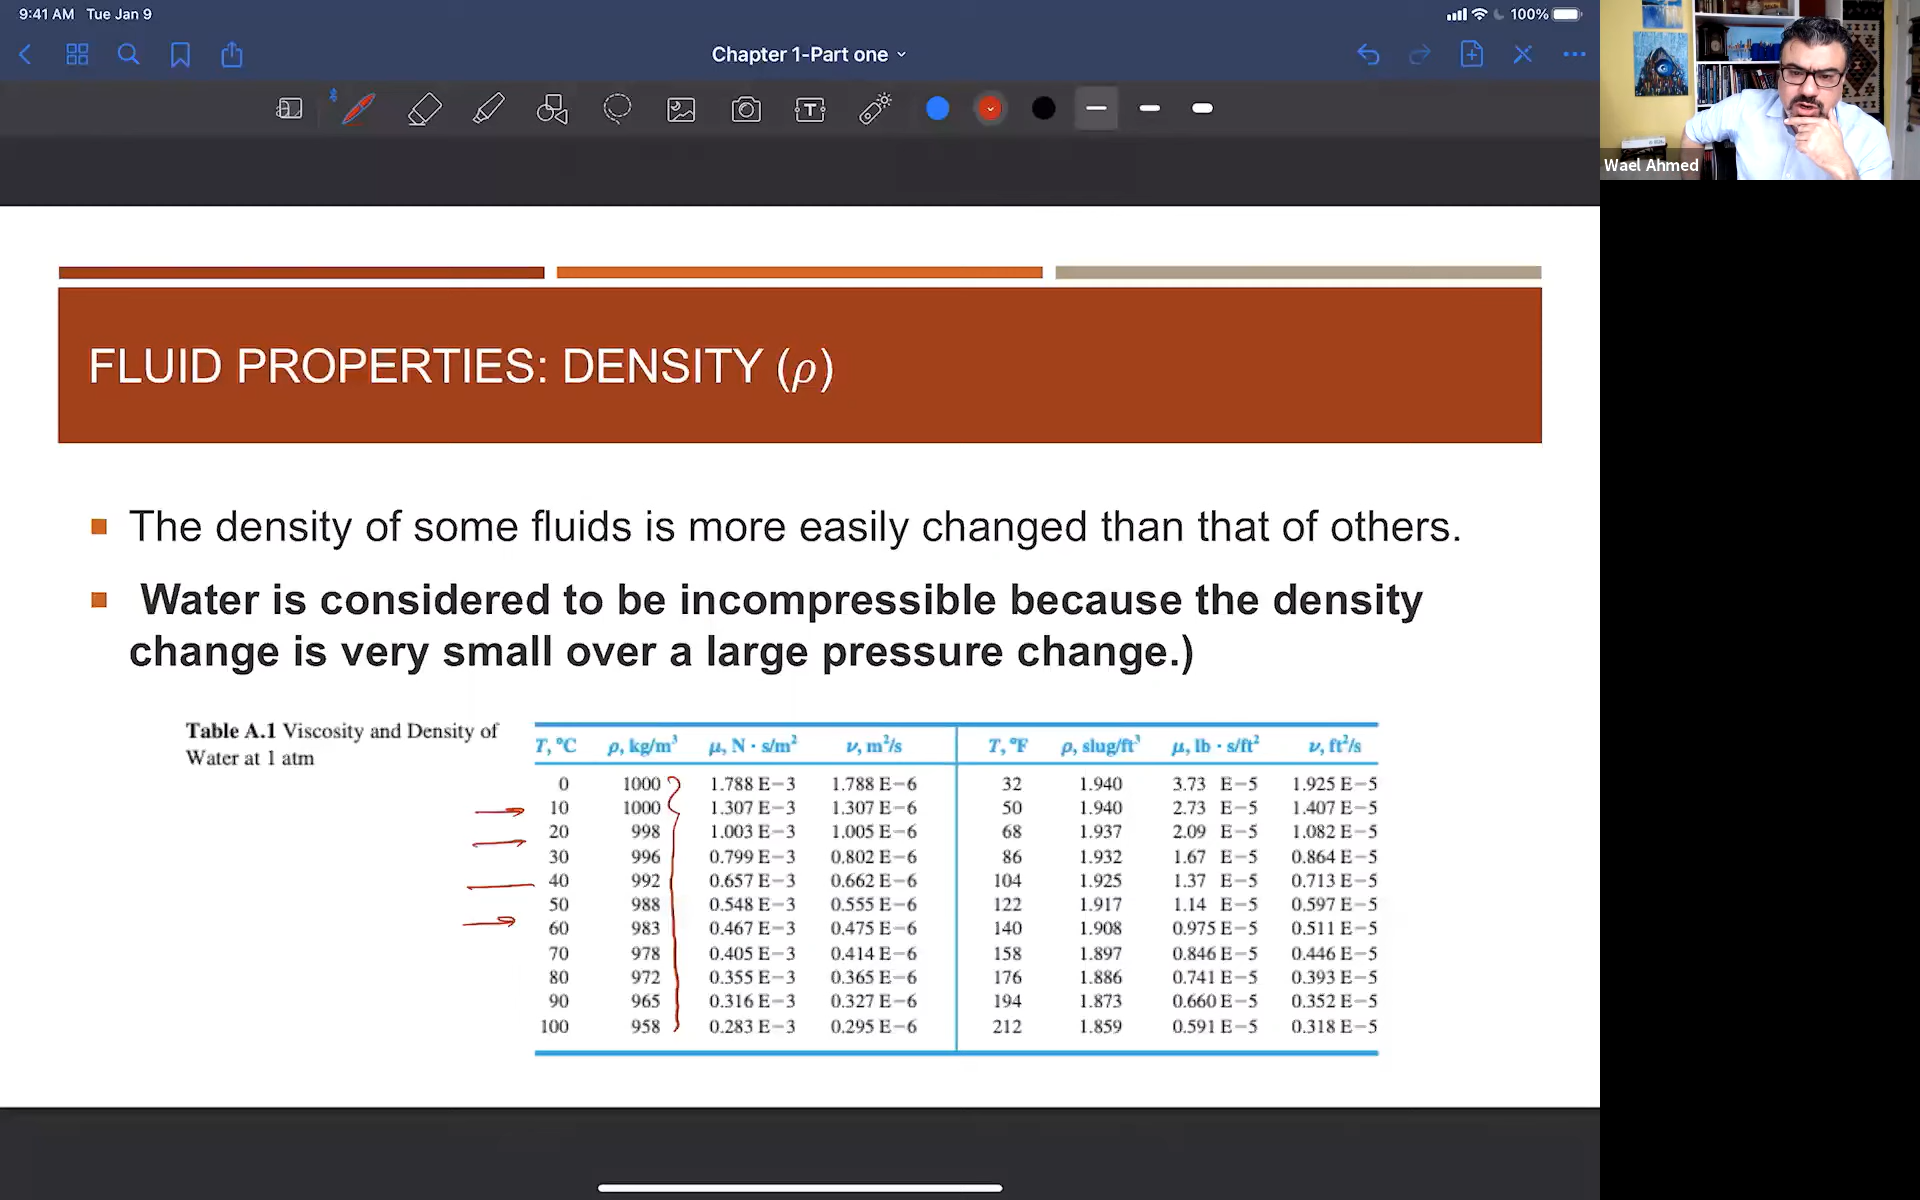 9:41 AM Tue Jan 9
100%
Chapter 1-Part one
T
Wael Ahmed
FLUID PROPERTIES: DENSITY (ρ)
The density of some fluids is more easily changed than that of others.
Water is considered to be incompressible because the density
change is very small over a large pressure change.)
Table A.1 Viscosity and Density of
Water at 1 atm
T, °C ρ, kg/m³ μ, N · s/m² ν, m²/s T, °F ρ, slug/ft³ μ, lb · s/ft² ν, ft²/s
0 1000 1.788 E−3 1.788 E−6 32 1.940 3.73 E−5 1.925 E−5
10 1000 1.307 E−3 1.307 E−6 50 1.940 2.73 E−5 1.407 E−5
20 998 1.003 E−3 1.005 E−6 68 1.937 2.09 E−5 1.082 E−5
30 996 0.799 E−3 0.802 E−6 86 1.932 1.67 E−5 0.864 E−5
40 992 0.657 E−3 0.662 E−6 104 1.925 1.37 E−5 0.713 E−5
50 988 0.548 E−3 0.555 E−6 122 1.917 1.14 E−5 0.597 E−5
60 983 0.467 E−3 0.475 E−6 140 1.908 0.975 E−5 0.511 E−5
70 978 0.405 E−3 0.414 E−6 158 1.897 0.846 E−5 0.446 E−5
80 972 0.355 E−3 0.365 E−6 176 1.886 0.741 E−5 0.393 E−5
90 965 0.316 E−3 0.327 E−6 194 1.873 0.660 E−5 0.352 E−5
100 958 0.283 E−3 0.295 E−6 212 1.859 0.591 E−5 0.318 E−5